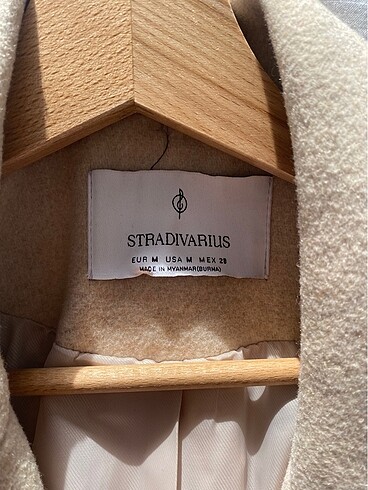 STRADIVARIUS
EUR M USA M MEX 28
MADE IN MYANMAR(BURMA)